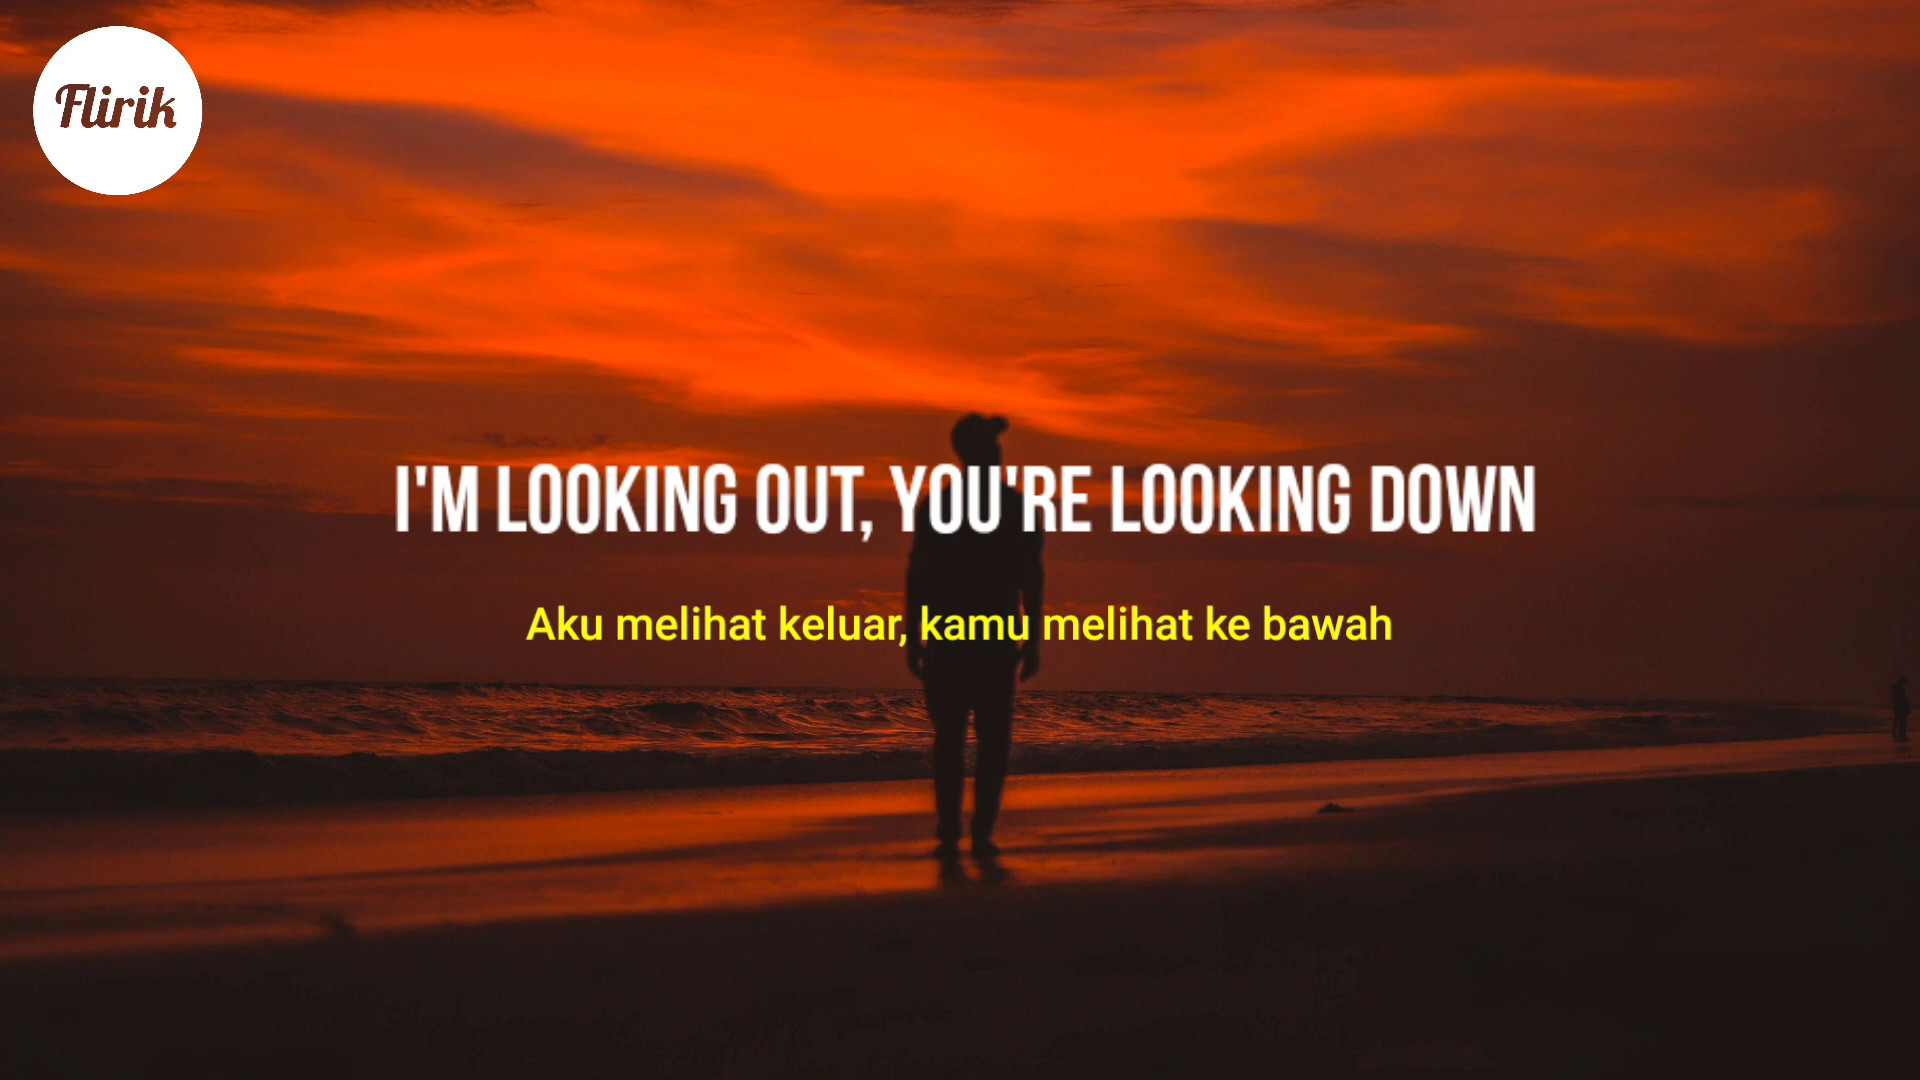 Flirik
I'M LOOKING OUT, YOU'RE LOOKING DOWN
Aku melihat keluar, kamu melihat ke bawah